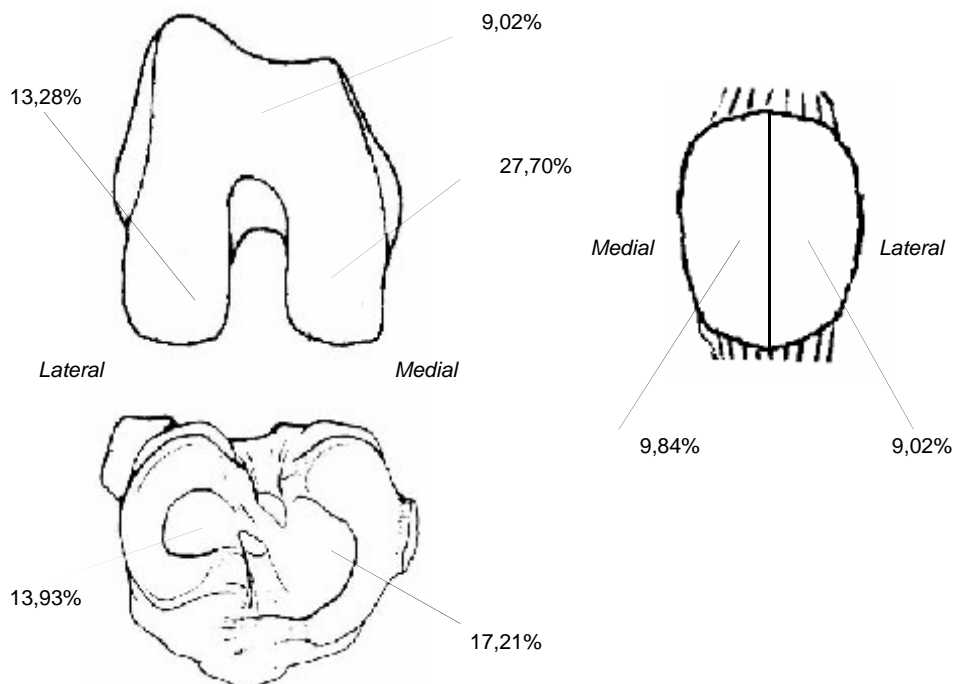 9,02%
13,28%
27,70%
Medial
Lateral
Lateral
Medial
9,84%
9,02%
13,93%
17,21%